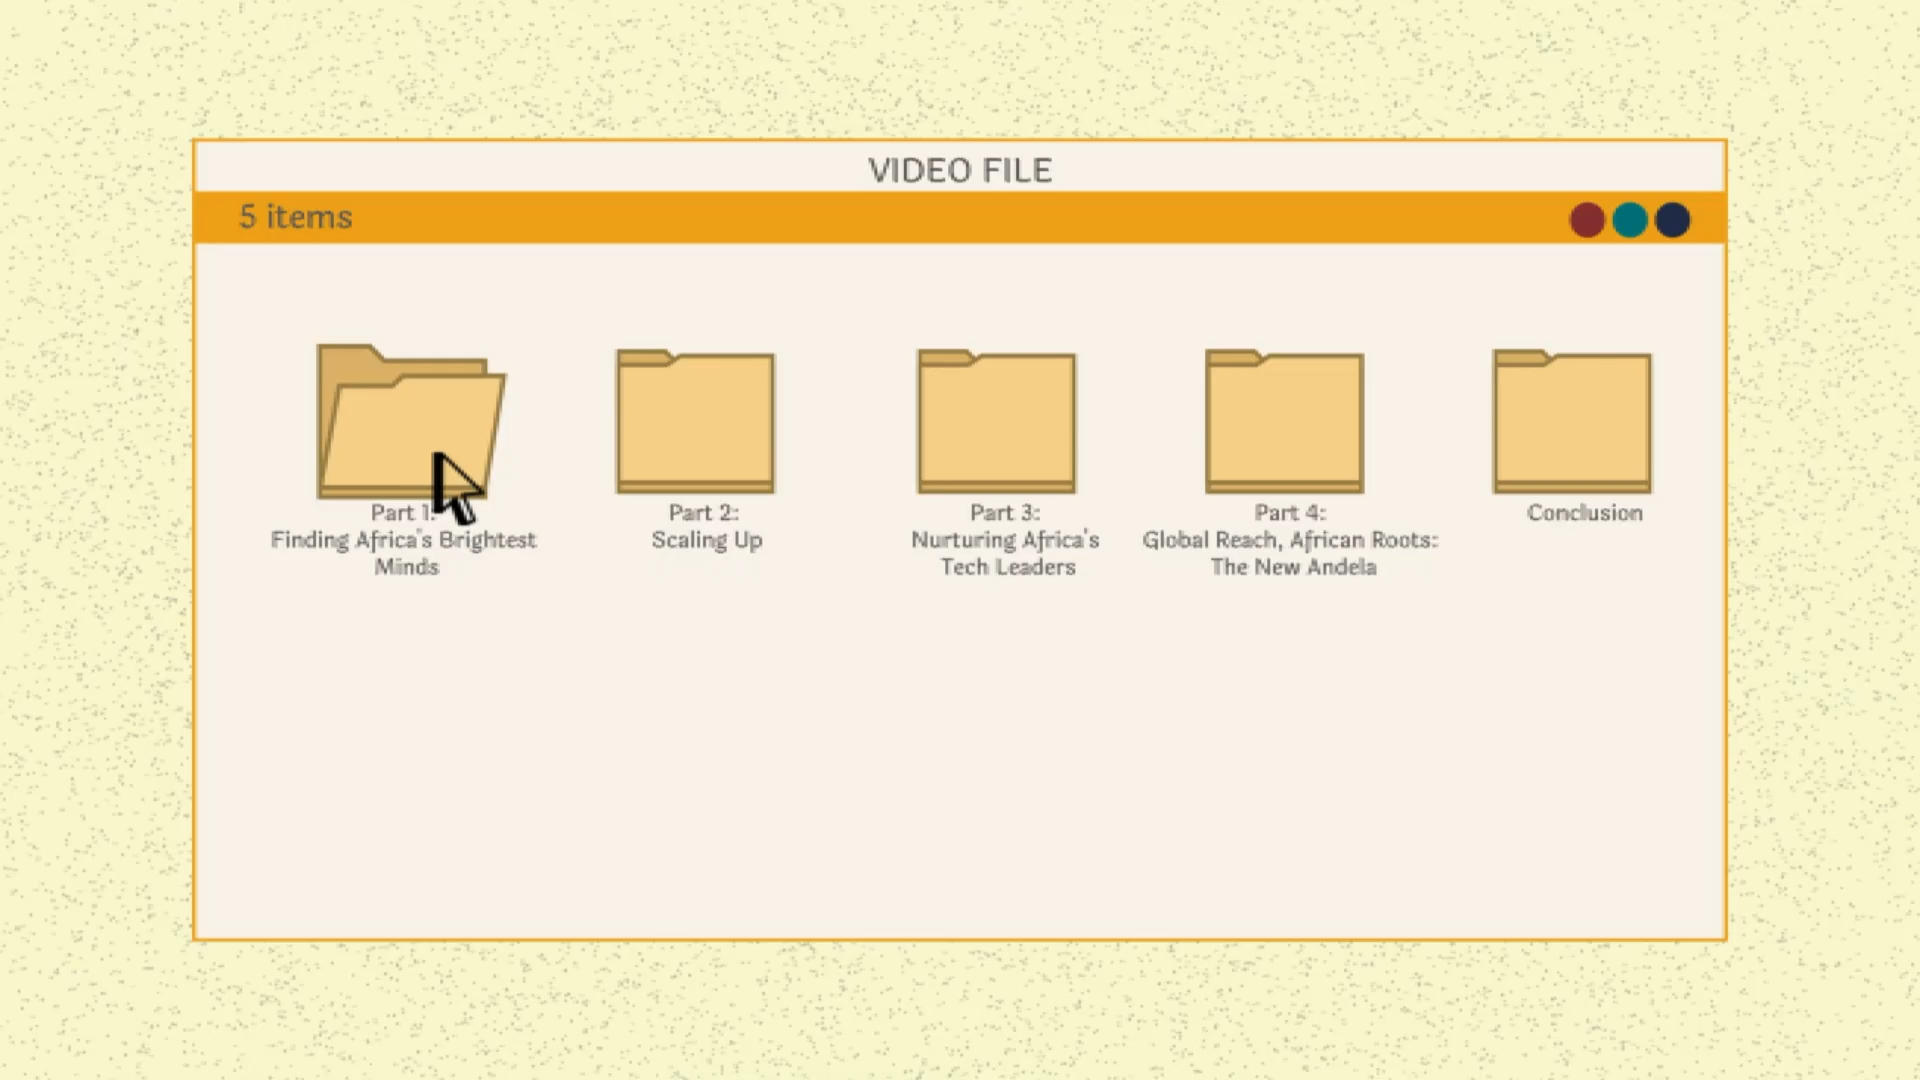 VIDEO FILE
5 items
Part 1:
Finding Africa's Brightest
Minds
Part 2:
Scaling Up
Part 3:
Nurturing Africa's
Tech Leaders
Part 4:
Global Reach, African Roots:
The New Andela
Conclusion